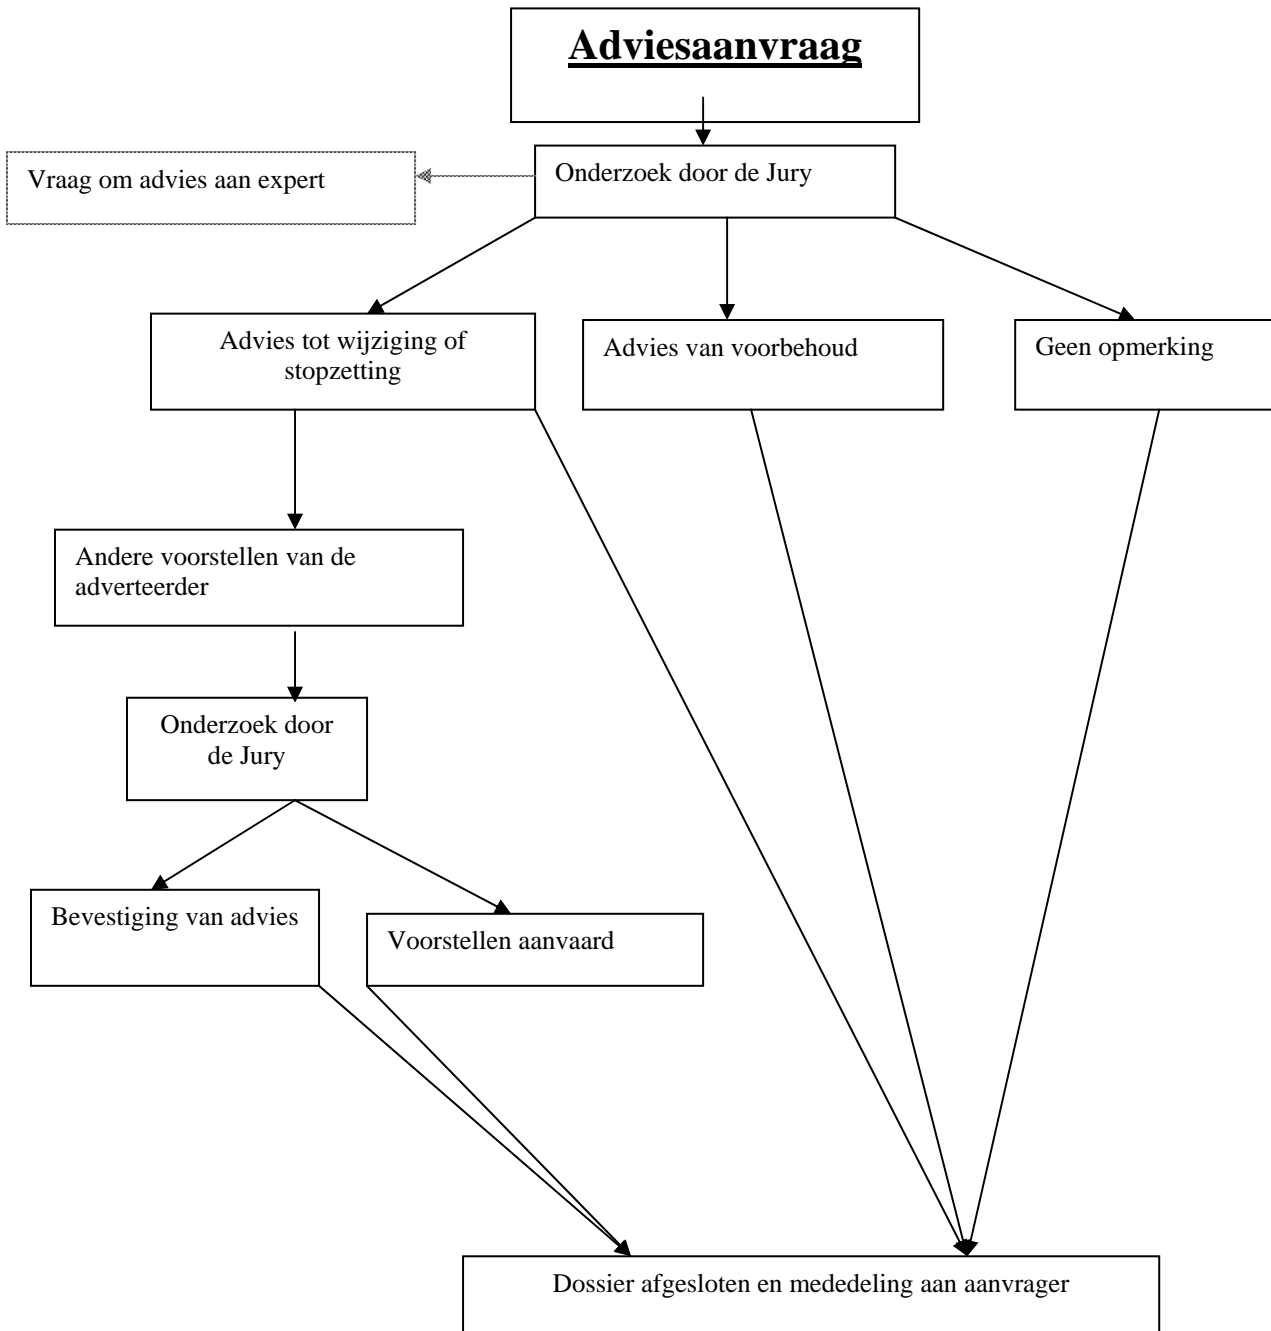 Adviesaanvraag
Vraag om advies aan expert
Onderzoek door de Jury
Advies tot wijziging of
stopzetting
Advies van voorbehoud
Geen opmerking
Andere voorstellen van de
adverteerder
Onderzoek door
de Jury
Bevestiging van advies
Voorstellen aanvaard
Dossier afgesloten en mededeling aan aanvrager